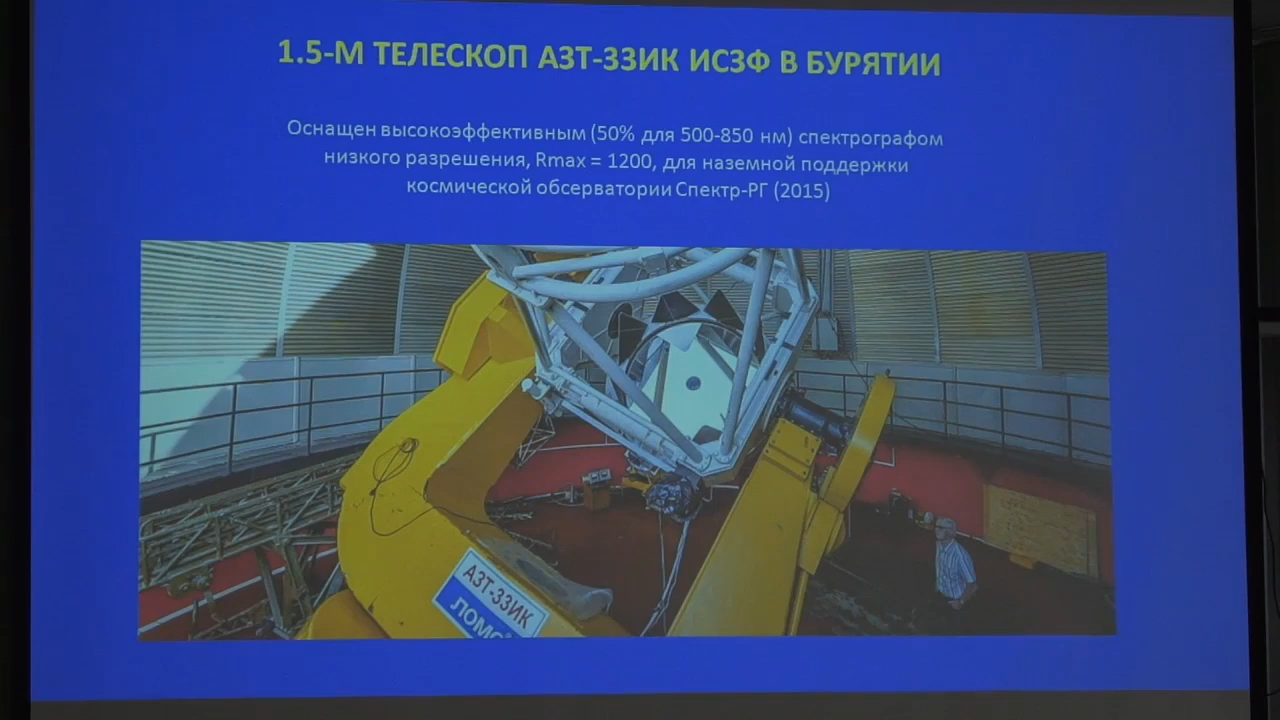 1.5-М ТЕЛЕСКОП АЗТ-33ИК ИСЗФ В БУРЯТИИ
Оснащен высокоэффективным (50% для 500-850 нм) спектрографом
низкого разрешения, Rmax = 1200, для наземной поддержки
космической обсерватории Спектр-РГ (2015)
АЗТ-33ИК
ЛОМО